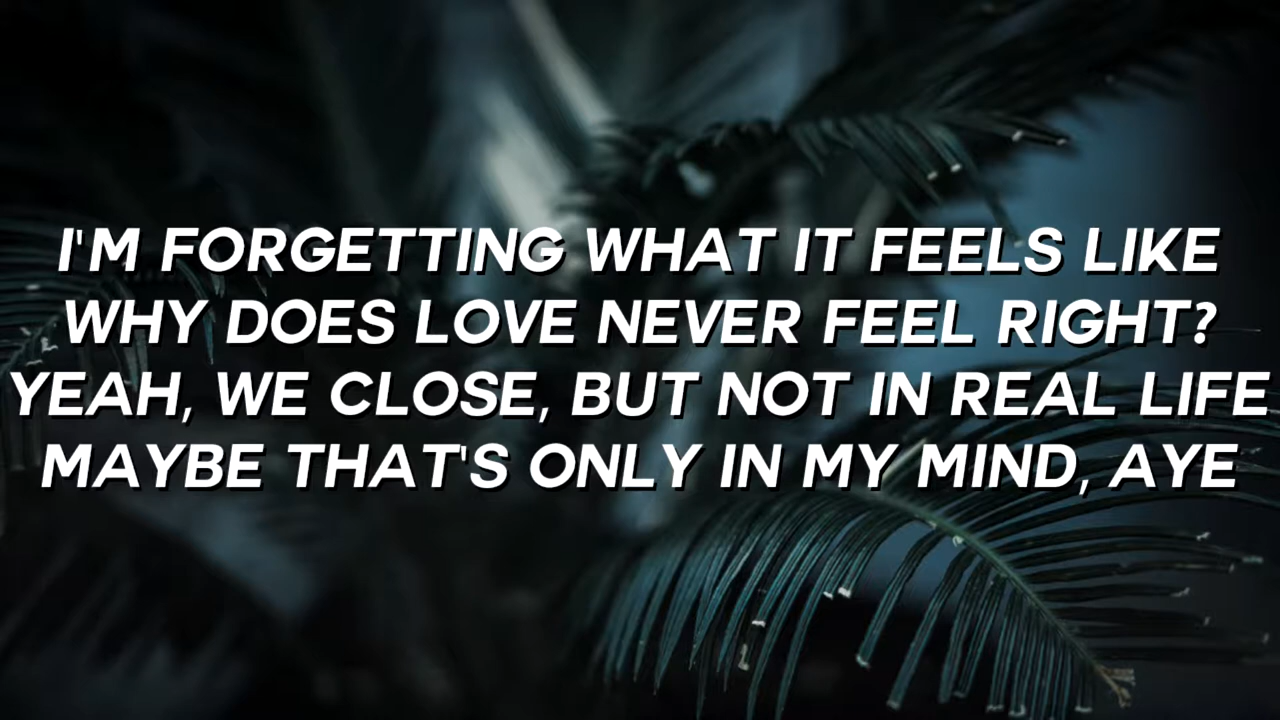 I'M FORGETTING WHAT IT FEELS LIKE
WHY DOES LOVE NEVER FEEL RIGHT?
YEAH, WE CLOSE, BUT NOT IN REAL LIFE
MAYBE THAT'S ONLY IN MY MIND, AYE